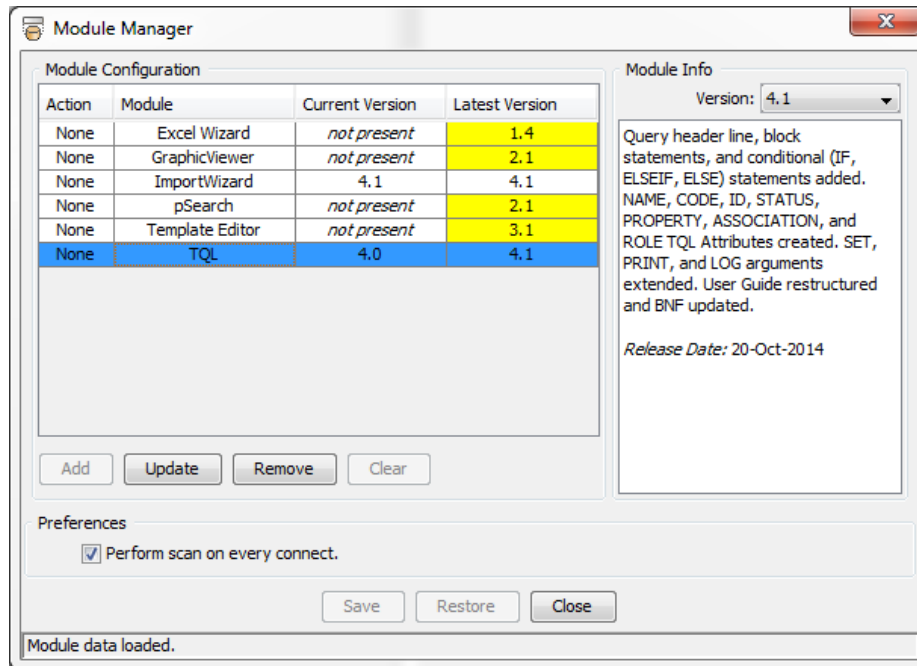 Module Manager
Module Configuration
Action Module Current Version Latest Version
None Excel Wizard not present 1.4
None GraphicViewer not present 2.1
None ImportWizard 4.1 4.1
None pSearch not present 2.1
None Template Editor not present 3.1
None TQL 4.0 4.1
Add Update Remove Clear
Module Info
Version: 4.1
Query header line, block
statements, and conditional (IF,
ELSEIF, ELSE) statements added.
NAME, CODE, ID, STATUS,
PROPERTY, ASSOCIATION, and
ROLE TQL Attributes created. SET,
PRINT, and LOG arguments
extended. User Guide restructured
and BNF updated.
Release Date: 20-Oct-2014
Preferences
Perform scan on every connect.
Save Restore Close
Module data loaded.